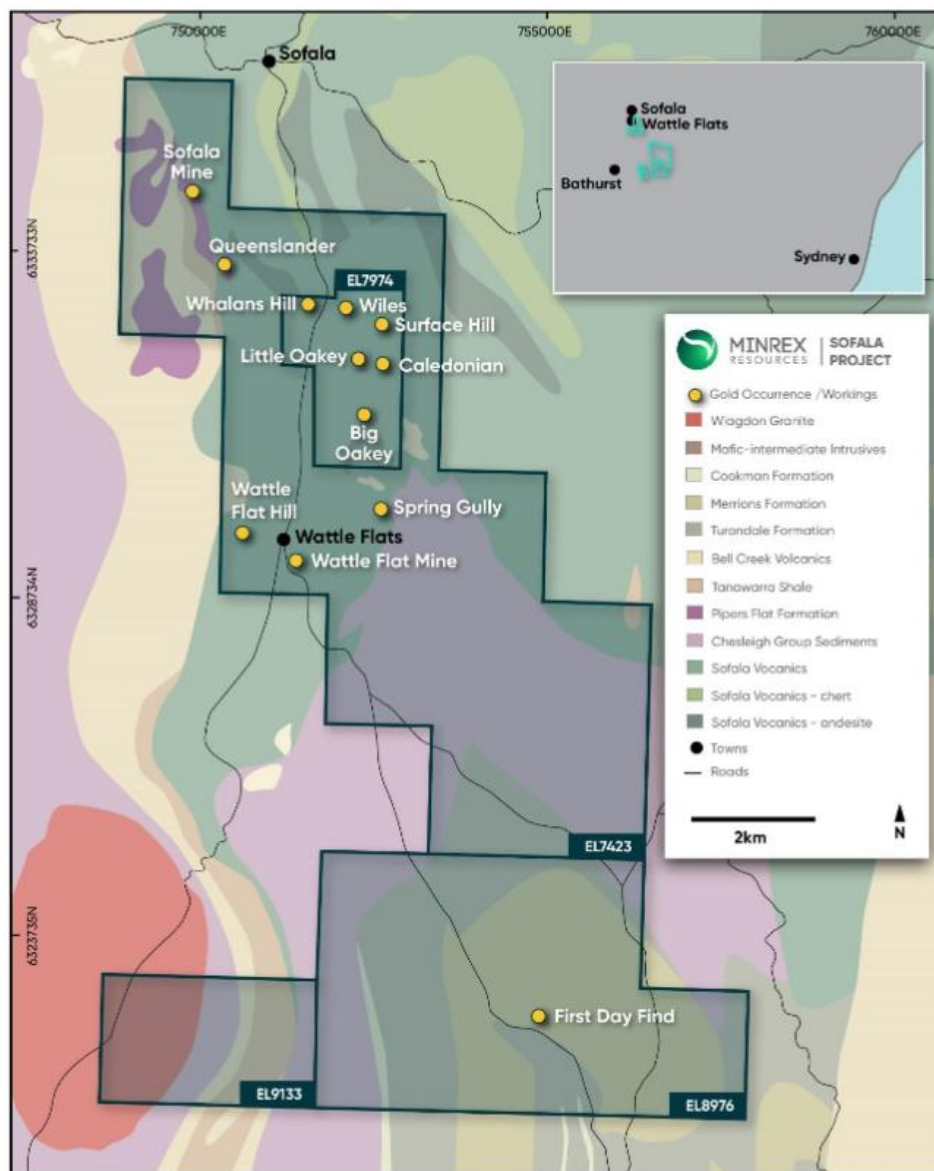 750000E
755000E
760000E
Sofala
Sofala
Wattle Flats
Bathurst
Sydney
Sofala
Mine
6333733N
Queenslander
EL7974
Whalans Hill
Wiles
Surface Hill
Little Oakey
Caledonian
Big
Oakey
MINREX
RESOURCES
SOFALA
PROJECT
Gold Occurrence /Workings
Wiagdon Granite
Mafic-intermediate Intrusives
Cookman Formation
Merrions Formation
Turondale Formation
Bell Creek Volcanics
Tanawarra Shale
Pipers Flat Formation
Chesleigh Group Sediments
Sofala Vocanics
Sofala Vocanics - chert
Sofala Vocanics - andesite
Towns
Roads
2km
N
Wattle
Flat Hill
Spring Gully
Wattle Flats
Wattle Flat Mine
6328734N
EL7423
6323735N
First Day Find
EL9133
EL8976